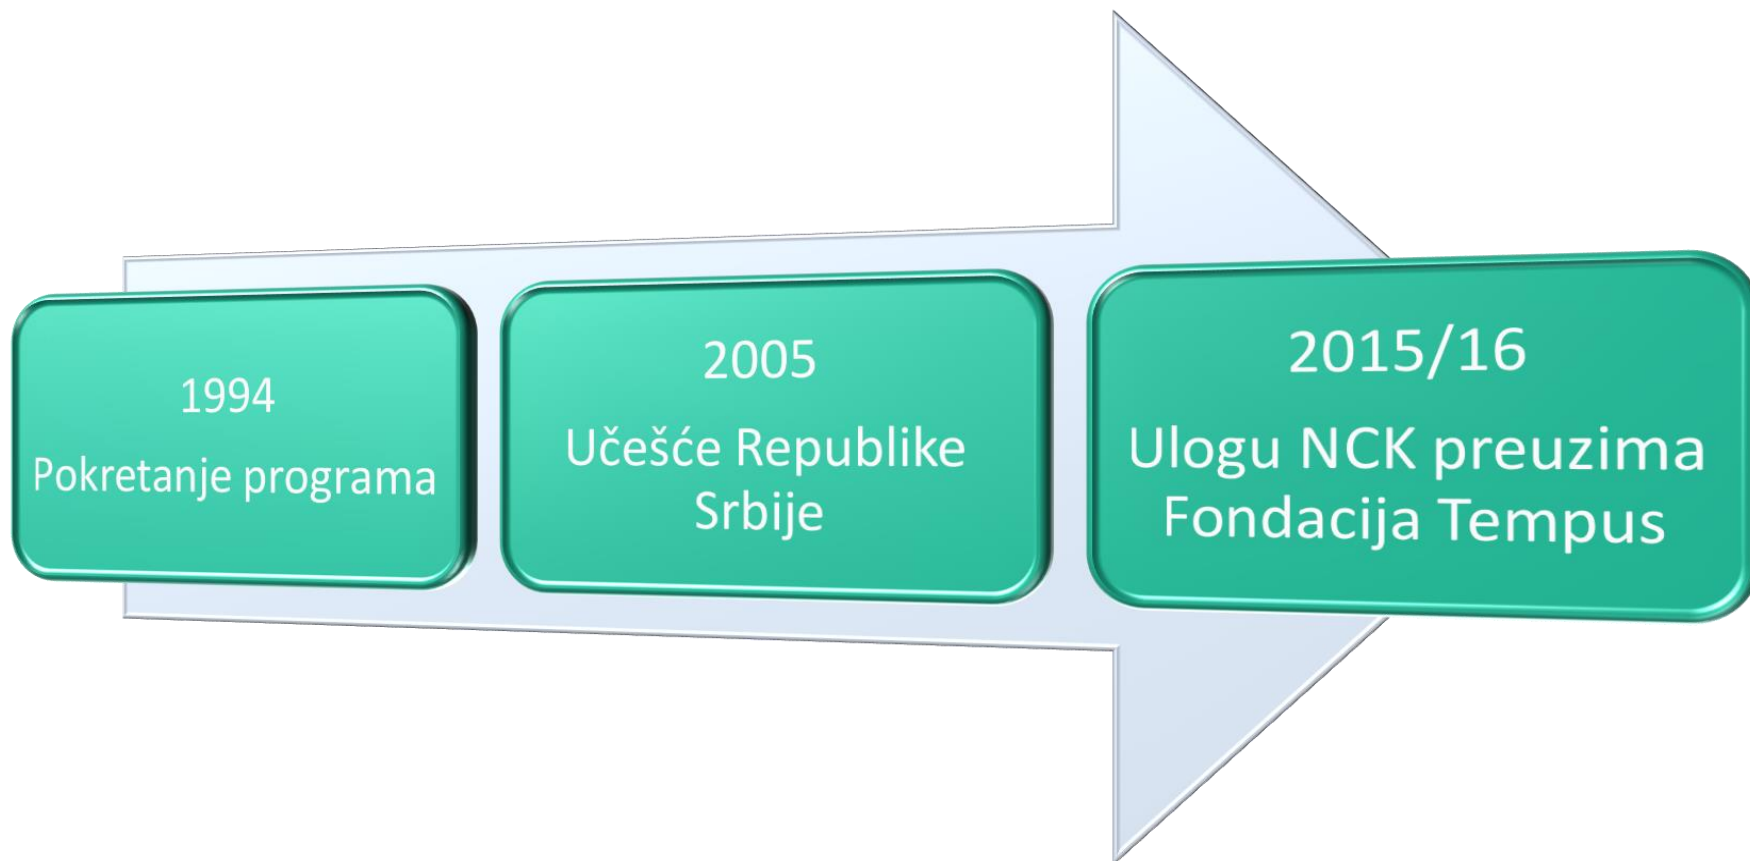 1994
Pokretanje programa
2005
Učešće Republike
Srbije
2015/16
Ulogu NCK preuzima
Fondacija Tempus